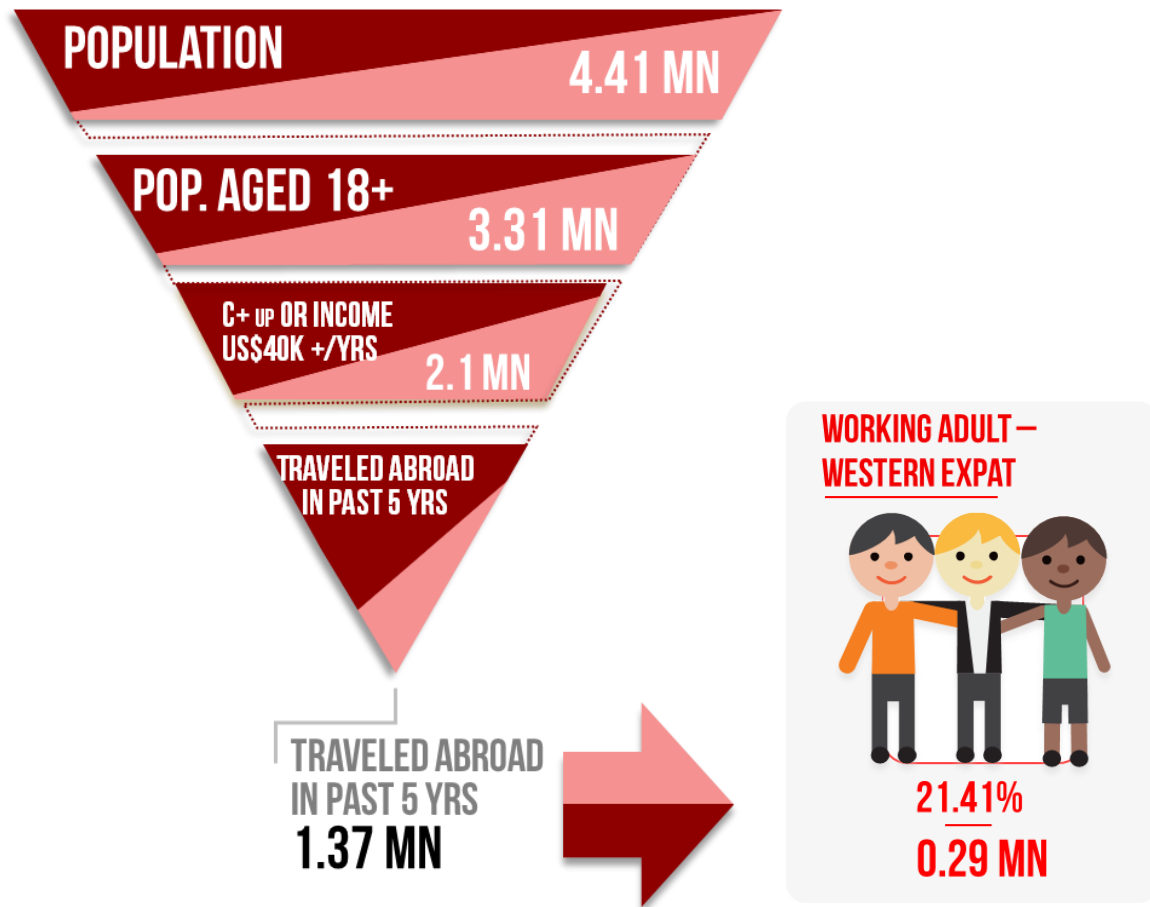 POPULATION
4.41 MN
POP. AGED 18+
3.31 MN
C+ UP OR INCOME
US$40K +/YRS
2.1 MN
TRAVELED ABROAD
IN PAST 5 YRS
TRAVELED ABROAD
IN PAST 5 YRS
1.37 MN
WORKING ADULT –
WESTERN EXPAT
21.41%
0.29 MN